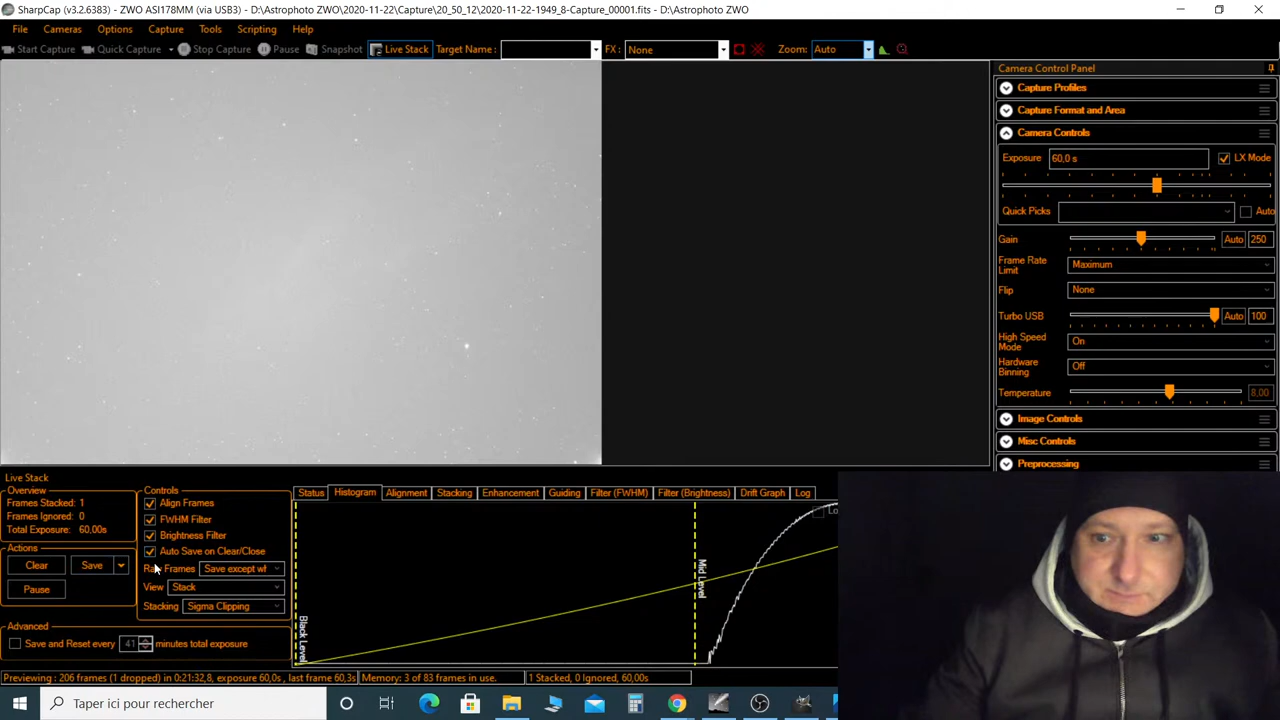 SharpCap (v3.2.6383) - ZWO ASI178MM (via USB3) - D:\Astrophoto ZWO\2020-11-22\Capture\20_50_12\2020-11-22-1949_8-Capture_00001.fits - D:\Astrophoto ZWO
File Cameras Options Capture Tools Scripting Help
Start Capture Quick Capture Stop Capture Pause Snapshot Live Stack Target Name : FX : None Zoom: Auto
Camera Control Panel
Capture Profiles
Capture Format and Area
Camera Controls
Exposure 60,0 s LX Mode
Quick Picks Auto
Gain Auto 250
Frame Rate Limit Maximum
Flip None
Turbo USB Auto 100
High Speed Mode On
Hardware Binning Off
Temperature 8,00
Image Controls
Misc Controls
Preprocessing
Live Stack
Overview
Frames Stacked: 1
Frames Ignored: 0
Total Exposure: 60,00s
Actions
Clear Save
Pause
Controls
Align Frames
FWHM Filter
Brightness Filter
Auto Save on Clear/Close
Frames Save except wh
View Stack
Stacking Sigma Clipping
Advanced
Save and Reset every 41 minutes total exposure
Status Histogram Alignment Stacking Enhancement Guiding Filter (FWHM) Filter (Brightness) Drift Graph Log
Black Level
Mid Level
Previewing : 206 frames (1 dropped) in 0:21:32,8, exposure 60,0s , last frame 60,3s Memory: 3 of 83 frames in use. 1 Stacked, 0 Ignored, 60,00s
Taper ici pour rechercher